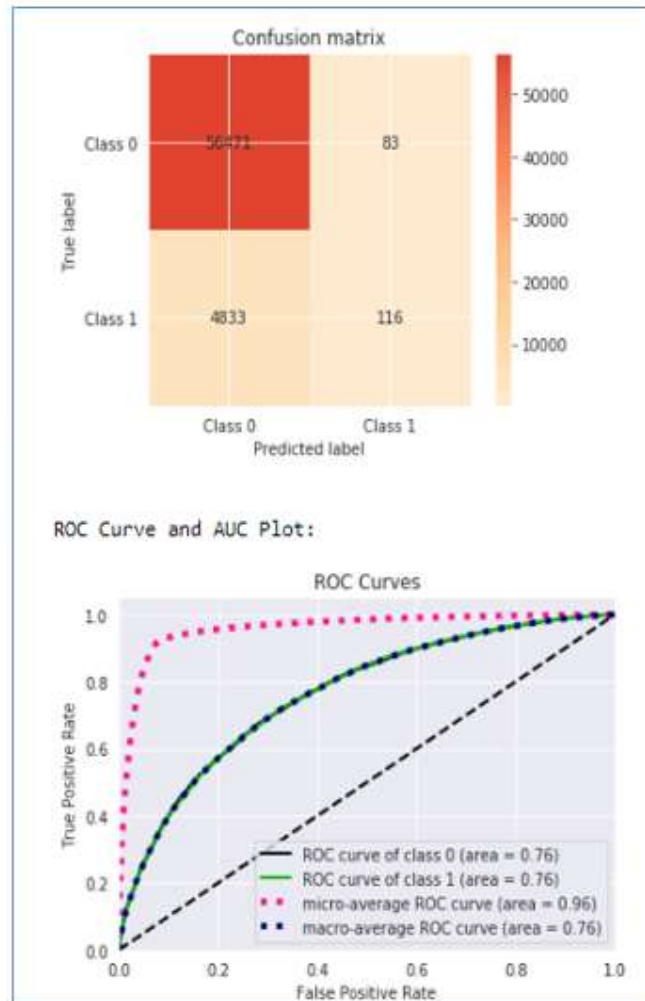 Confusion matrix
50000
Class 0
56471
83
40000
True label
30000
20000
Class 1
4833
116
10000
Class 0
Class 1
Predicted label
ROC Curve and AUC Plot:
ROC Curves
1.0
0.8
0.6
True Positive Rate
0.4
ROC curve of class 0 (area = 0.76)
ROC curve of class 1 (area = 0.76)
0.2
micro-average ROC curve (area = 0.96)
macro-average ROC curve (area = 0.76)
0.0
0.0
0.2
0.4
0.6
0.8
1.0
False Positive Rate